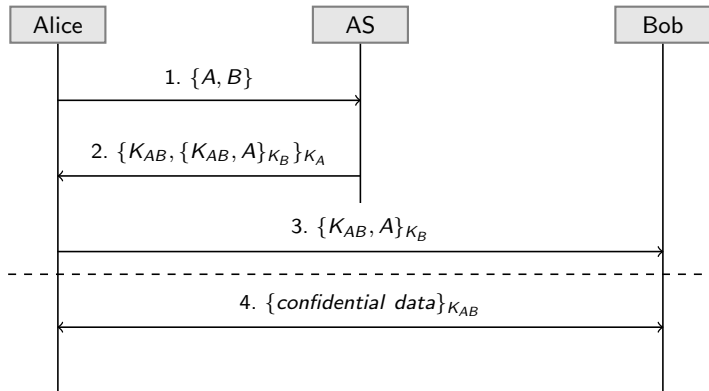 Alice AS Bob
1. {A, B}
2. {K_AB, {K_AB, A}_K_B}_K_A
3. {K_AB, A}_K_B
4. {confidential data}_K_AB